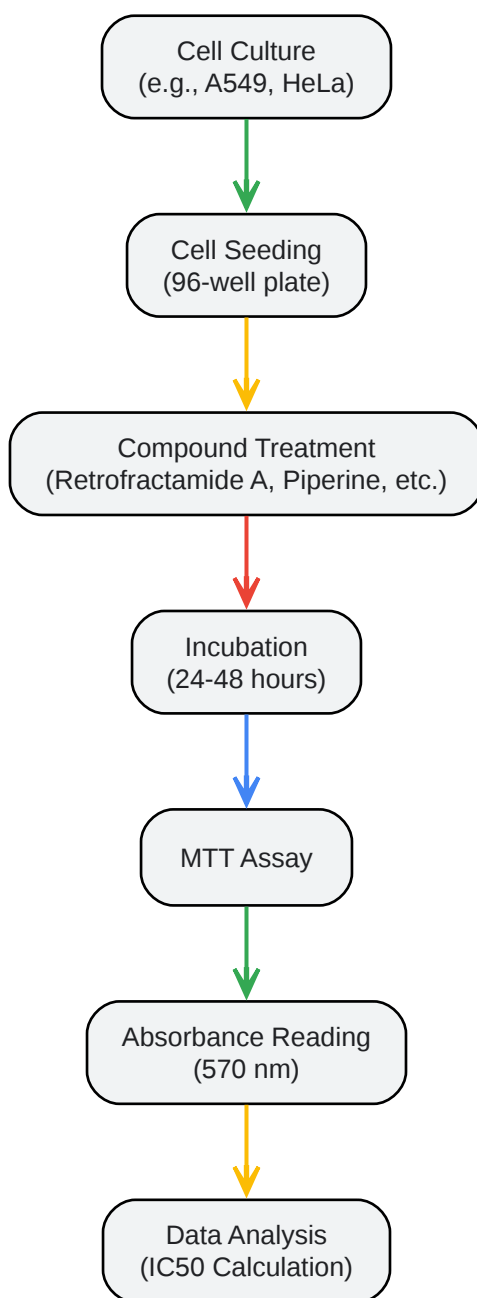 Cell Culture
(e.g., A549, HeLa)
Cell Seeding
(96-well plate)
Compound Treatment
(Retrofractamide A, Piperine, etc.)
Incubation
(24-48 hours)
MTT Assay
Absorbance Reading
(570 nm)
Data Analysis
(IC50 Calculation)